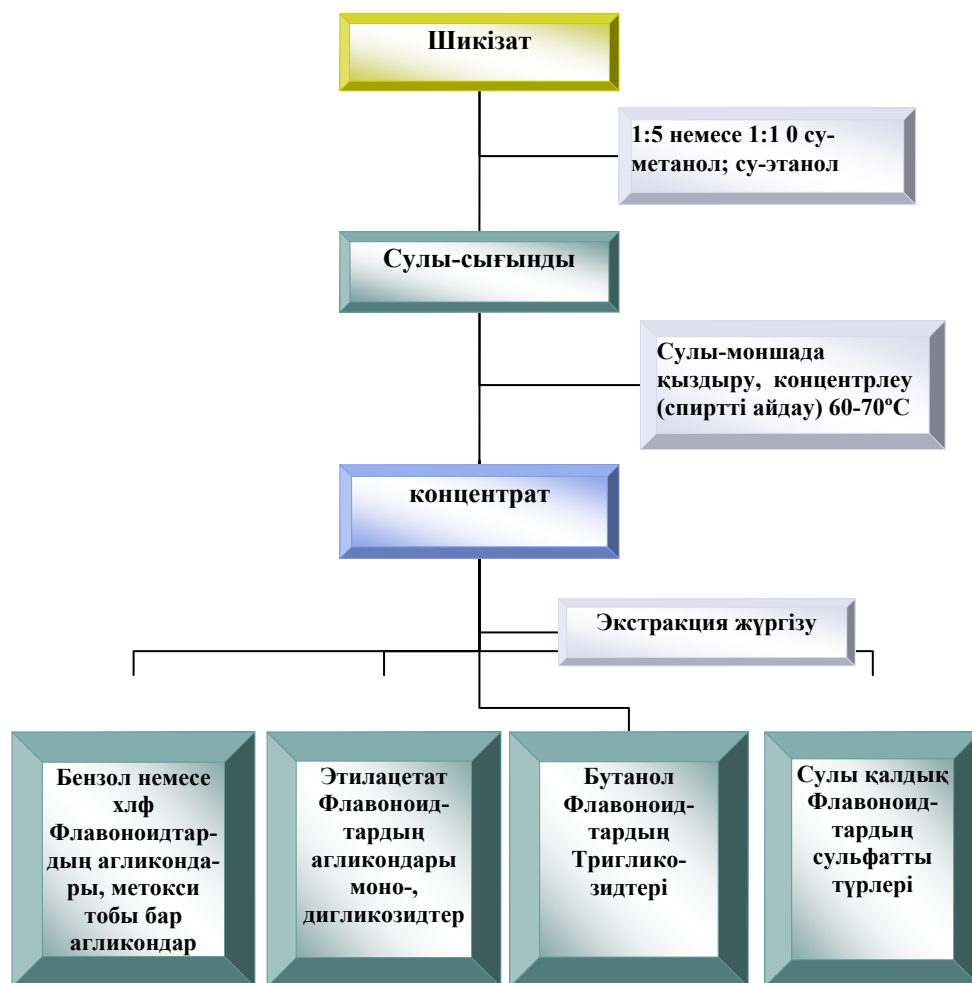 Шикізат
1:5 немесе 1:1 0 су-
метанол; су-этанол
Сулы-сығынды
Сулы-моншада
қыздыру, концентрлеу
(спиртті айдау) 60-70ºС
концентрат
Экстракция жүргізу
Бензол немесе
хлф
Флавоноидтар-
дың агликонда-
ры, метокси
тобы бар
агликондар
Этилацетат
Флавоноид-
тардың
агликондары
моно-,
дигликозидтер
Бутанол
Флавоноид-
тардың
Триглико-
зидтері
Сулы қалдық
Флавоноид-
тардың
сульфатты
түрлері